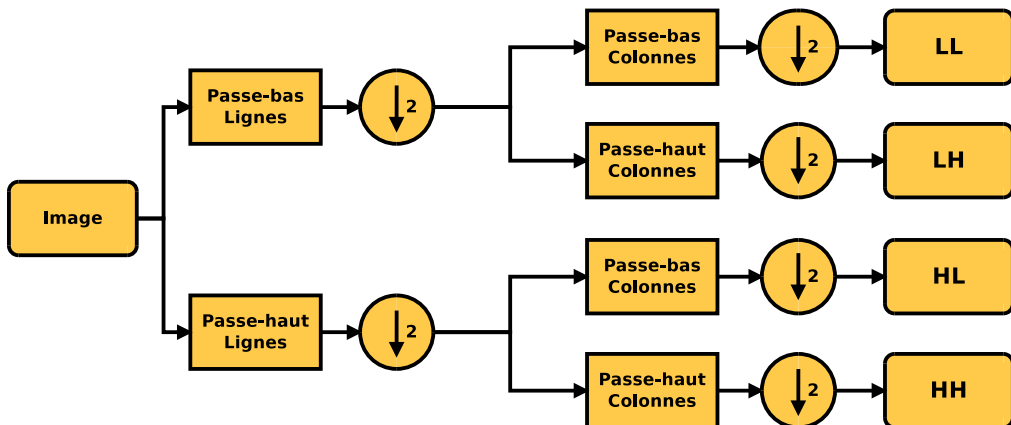 Image
Passe-bas
Lignes
2
Passe-haut
Lignes
2
Passe-bas
Colonnes
2
LL
Passe-haut
Colonnes
2
LH
Passe-bas
Colonnes
2
HL
Passe-haut
Colonnes
2
HH